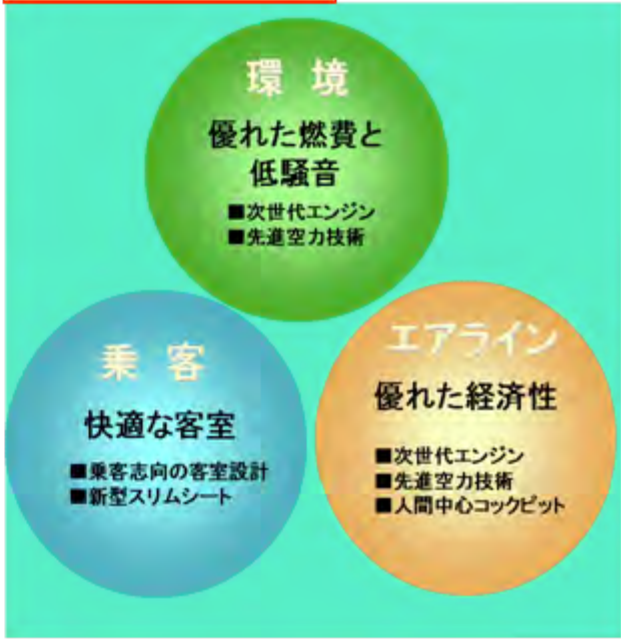 環 境
優れた燃費と
低騒音
■次世代エンジン
■先進空力技術
乗 客
快適な客室
■乗客志向の客室設計
■新型スリムシート
エアライン
優れた経済性
■次世代エンジン
■先進空力技術
■人間中心コックピット